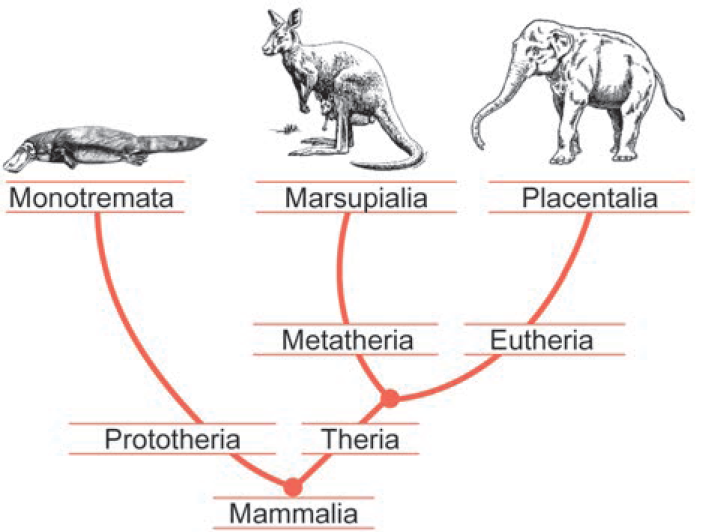 Monotremata
Marsupialia
Placentalia
Metatheria
Eutheria
Prototheria
Theria
Mammalia